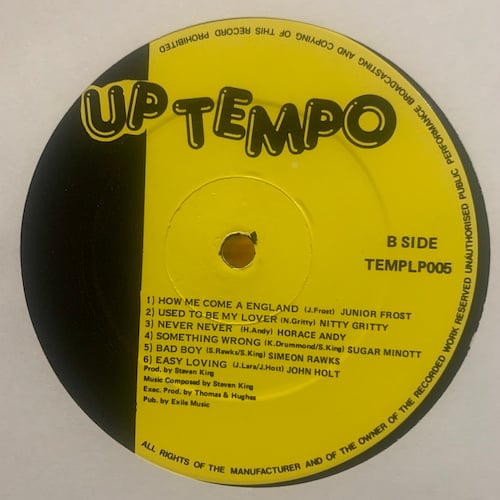 UP TEMPO
B SIDE
TEMPLP005
1) HOW ME COME A ENGLAND (J.Frost) JUNIOR FROST
2) USED TO BE MY LOVER (N.Gritty) NITTY GRITTY
3) NEVER NEVER (H.Andy) HORACE ANDY
4) SOMETHING WRONG (K.Drummond/S.King) SUGAR MINOTT
5) BAD BOY (S.Rawks/S.King) SIMEON RAWKS
6) EASY LOVING (J.Lara/J.Holt) JOHN HOLT
Prod. by Steven King
Music Composed by Steven King
Exec. Prod. by Thomas & Hughes
Pub. by Exile Music
ALL RIGHTS OF THE MANUFACTURER AND OF THE OWNER OF THE RECORDED WORK RESERVED UNAUTHORISED PUBLIC PERFORMANCE BROADCASTING AND COPYING OF THIS RECORD PROHIBITED